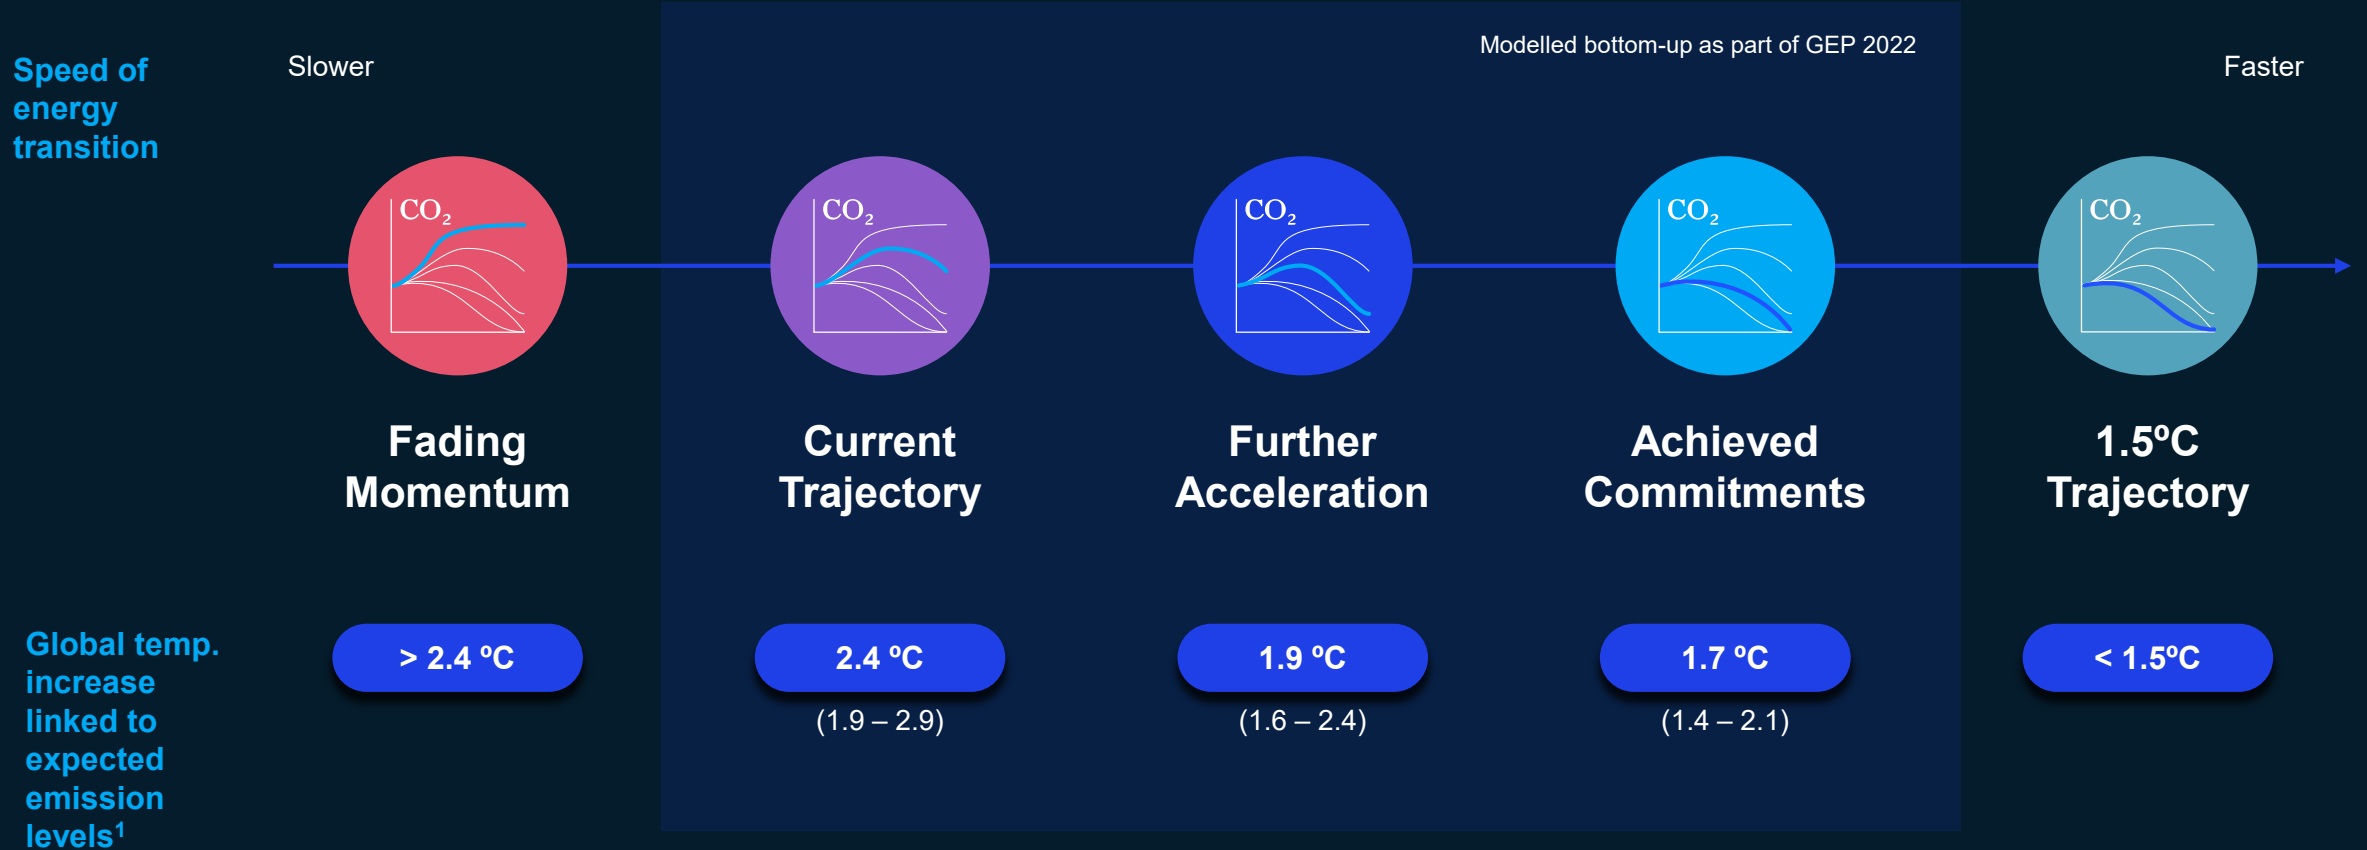 Speed of
energy
transition
Slower
Modelled bottom-up as part of GEP 2022
Faster
CO₂
CO₂
CO₂
CO₂
CO₂
Fading
Momentum
Current
Trajectory
Further
Acceleration
Achieved
Commitments
1.5ºC
Trajectory
Global temp.
increase
linked to
expected
emission
levels¹
> 2.4 ºC
2.4 ºC
(1.9 – 2.9)
1.9 ºC
(1.6 – 2.4)
1.7 ºC
(1.4 – 2.1)
< 1.5ºC